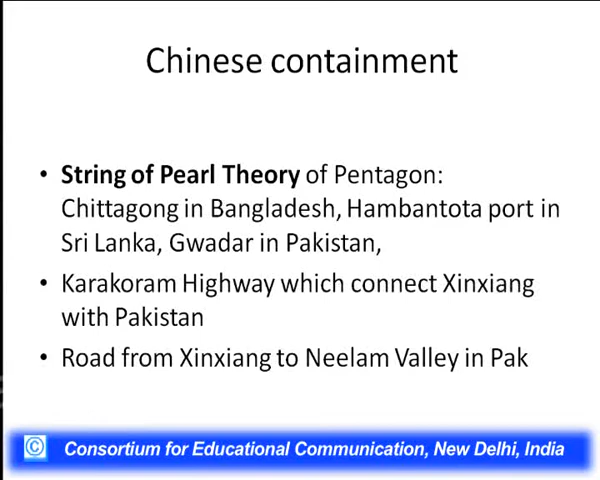 Chinese containment
• String of Pearl Theory of Pentagon:
Chittagong in Bangladesh, Hambantota port in
Sri Lanka, Gwadar in Pakistan,
• Karakoram Highway which connect Xinxiang
with Pakistan
• Road from Xinxiang to Neelam Valley in Pak
© Consortium for Educational Communication, New Delhi, India